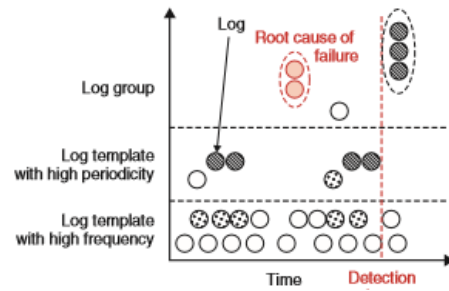 Log
Root cause of
failure
Log group
Log template
with high periodicity
Log template
with high frequency
Time
Detection